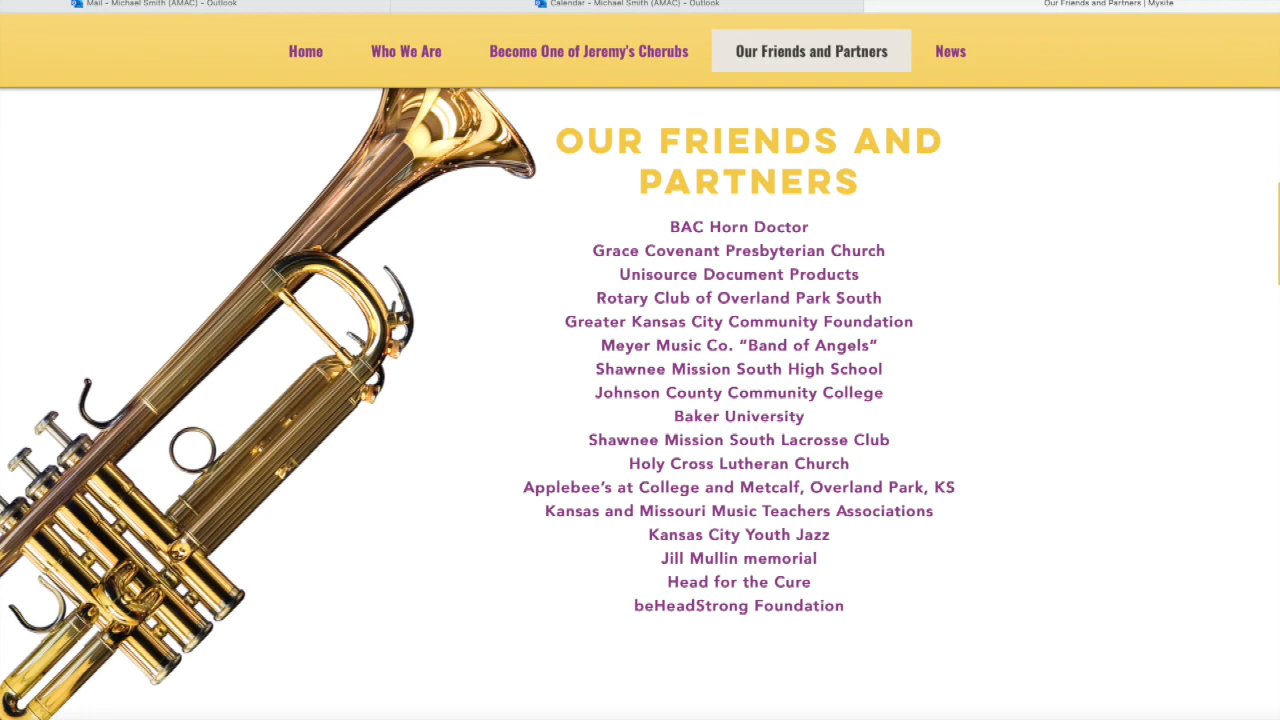 Mail - Michael Smith (AMAC) - Outlook
Calendar - Michael Smith (AMAC) - Outlook
Our Friends and Partners | Mysite
Home
Who We Are
Become One of Jeremy's Cherubs
Our Friends and Partners
News
OUR FRIENDS AND
PARTNERS
BAC Horn Doctor
Grace Covenant Presbyterian Church
Unisource Document Products
Rotary Club of Overland Park South
Greater Kansas City Community Foundation
Meyer Music Co. “Band of Angels”
Shawnee Mission South High School
Johnson County Community College
Baker University
Shawnee Mission South Lacrosse Club
Holy Cross Lutheran Church
Applebee’s at College and Metcalf, Overland Park, KS
Kansas and Missouri Music Teachers Associations
Kansas City Youth Jazz
Jill Mullin memorial
Head for the Cure
beHeadStrong Foundation